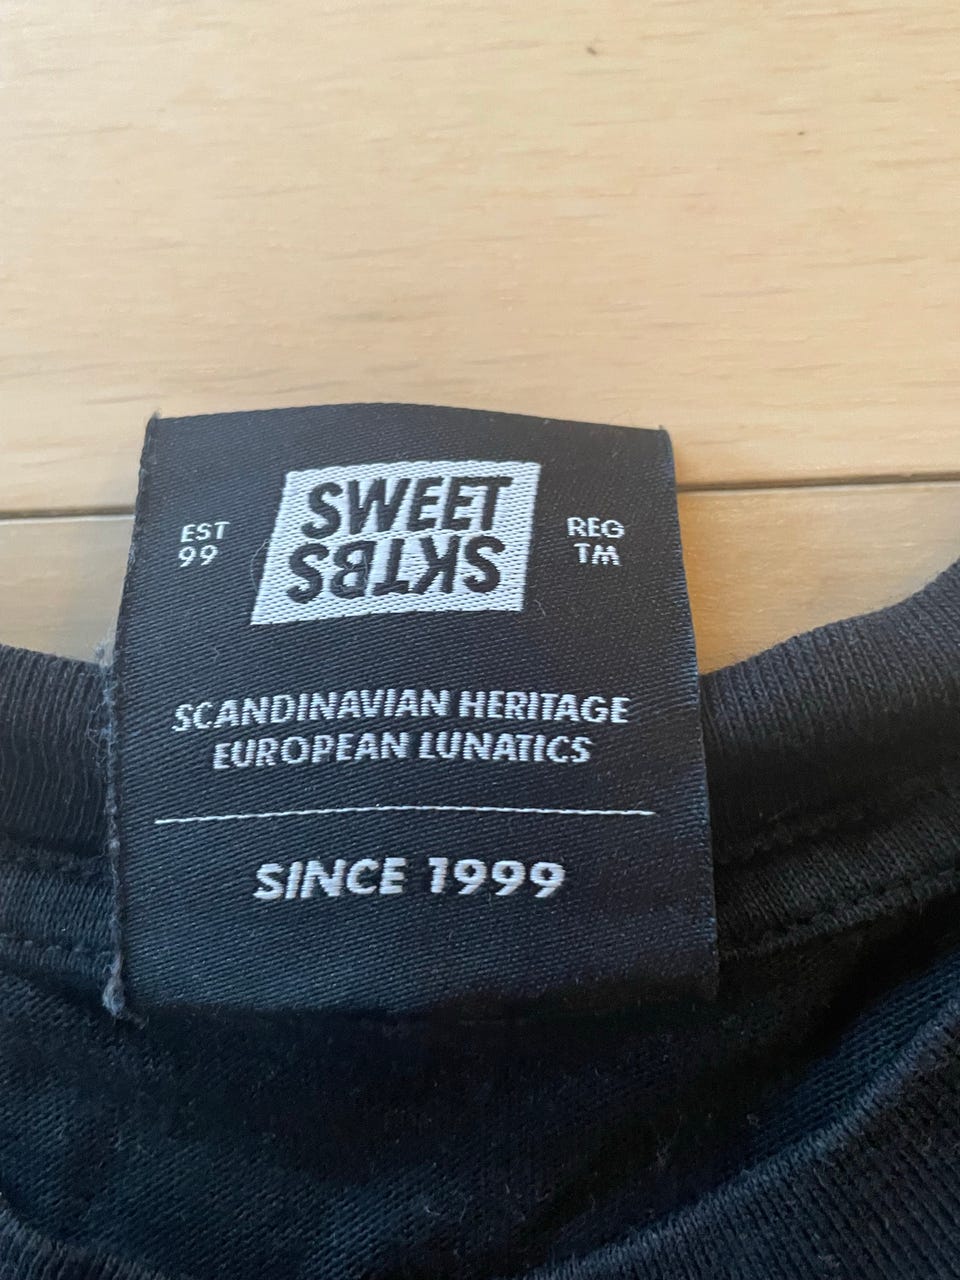 SWEET
SKTBS
EST
99
REG
TM
SCANDINAVIAN HERITAGE
EUROPEAN LUNATICS
SINCE 1999